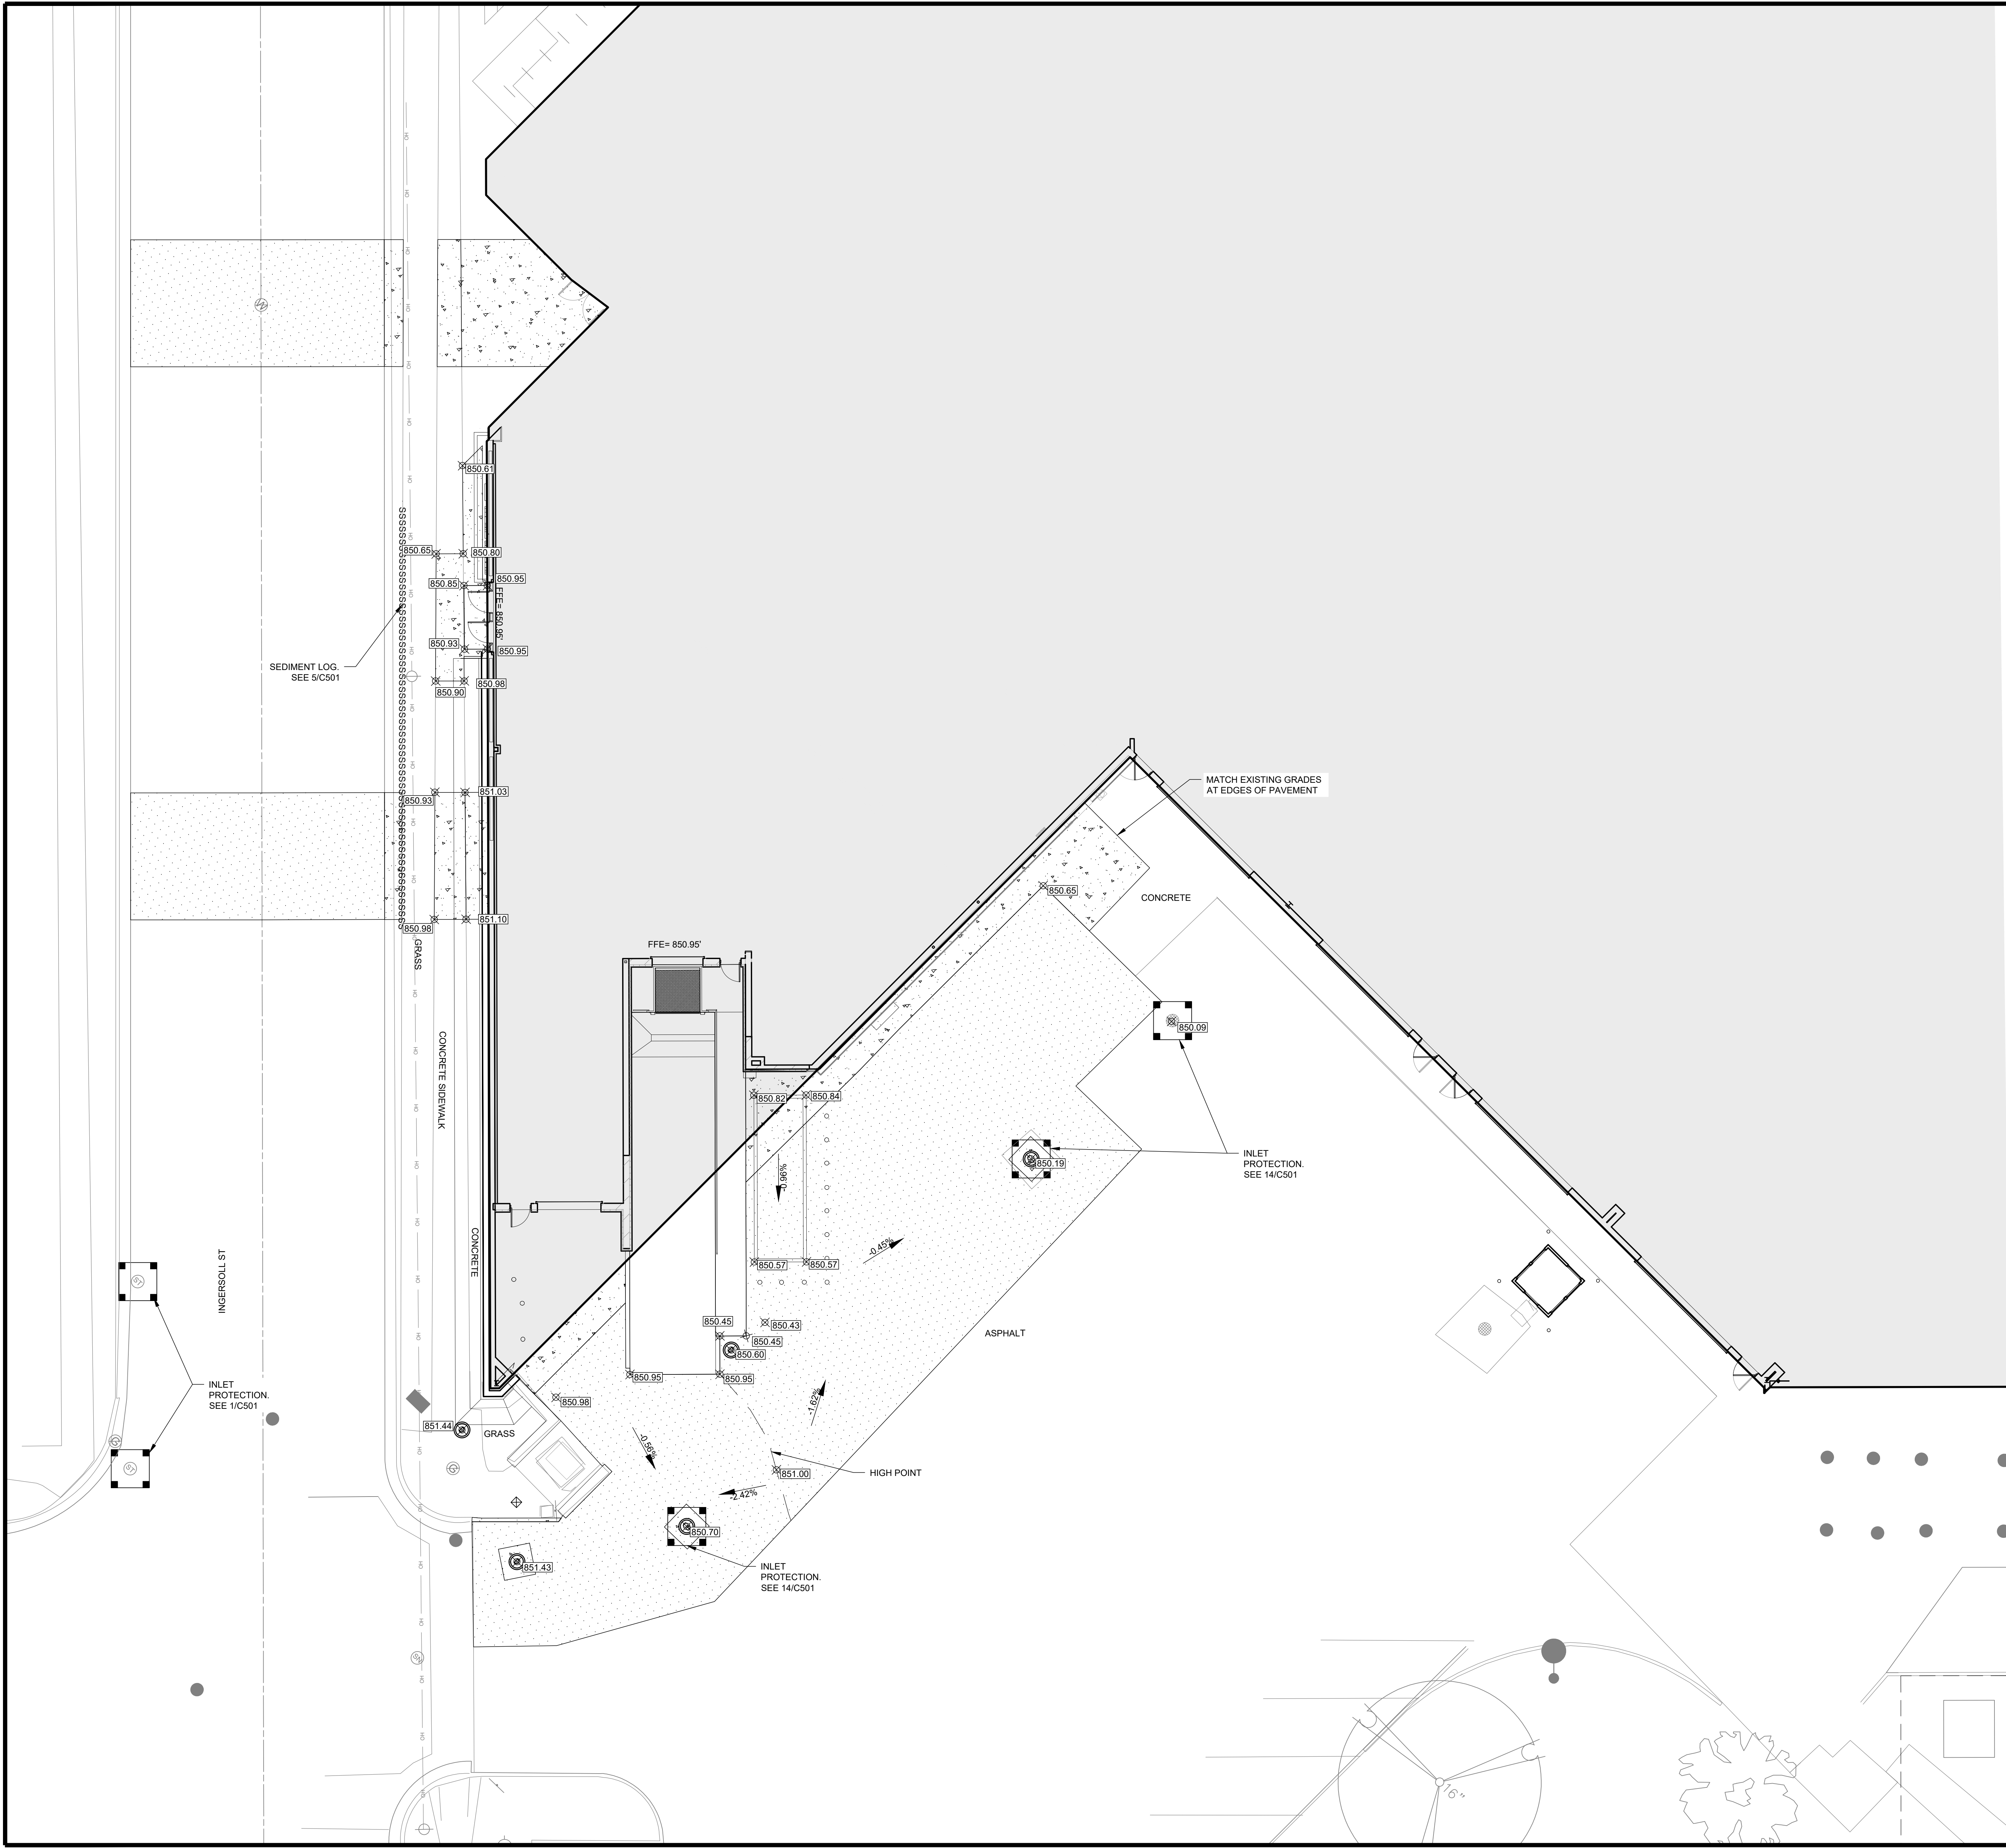 850.61
850.65
850.80
850.85
850.95
FFE= 850.95'
850.93
850.95
SEDIMENT LOG.
SEE 5/C501
850.90
850.98
SSSSSSSSSSSSSSSSSSSSSSSSSSSSSSSSSSSSSSSSSSSSSSSSSSSSSSSSS
MATCH EXISTING GRADES
AT EDGES OF PAVEMENT
851.03
850.93
850.65
CONCRETE
851.10
850.98
GRASS
FFE= 850.95'
850.09
CONCRETE SIDEWALK
850.82
850.84
INLET
PROTECTION.
SEE 14/C501
850.19
-0.96%
-0.45%
CONCRETE
INGERSOLL ST
ST
850.57
850.57
850.45
850.43
850.45
850.60
ASPHALT
850.95
850.95
INLET
PROTECTION.
SEE 1/C501
850.98
-1.62%
851.44
GRASS
-0.56%
G
G
ST
HIGH POINT
851.00
-2.42%
850.70
851.43
INLET
PROTECTION.
SEE 14/C501
SN
16"
W
OH